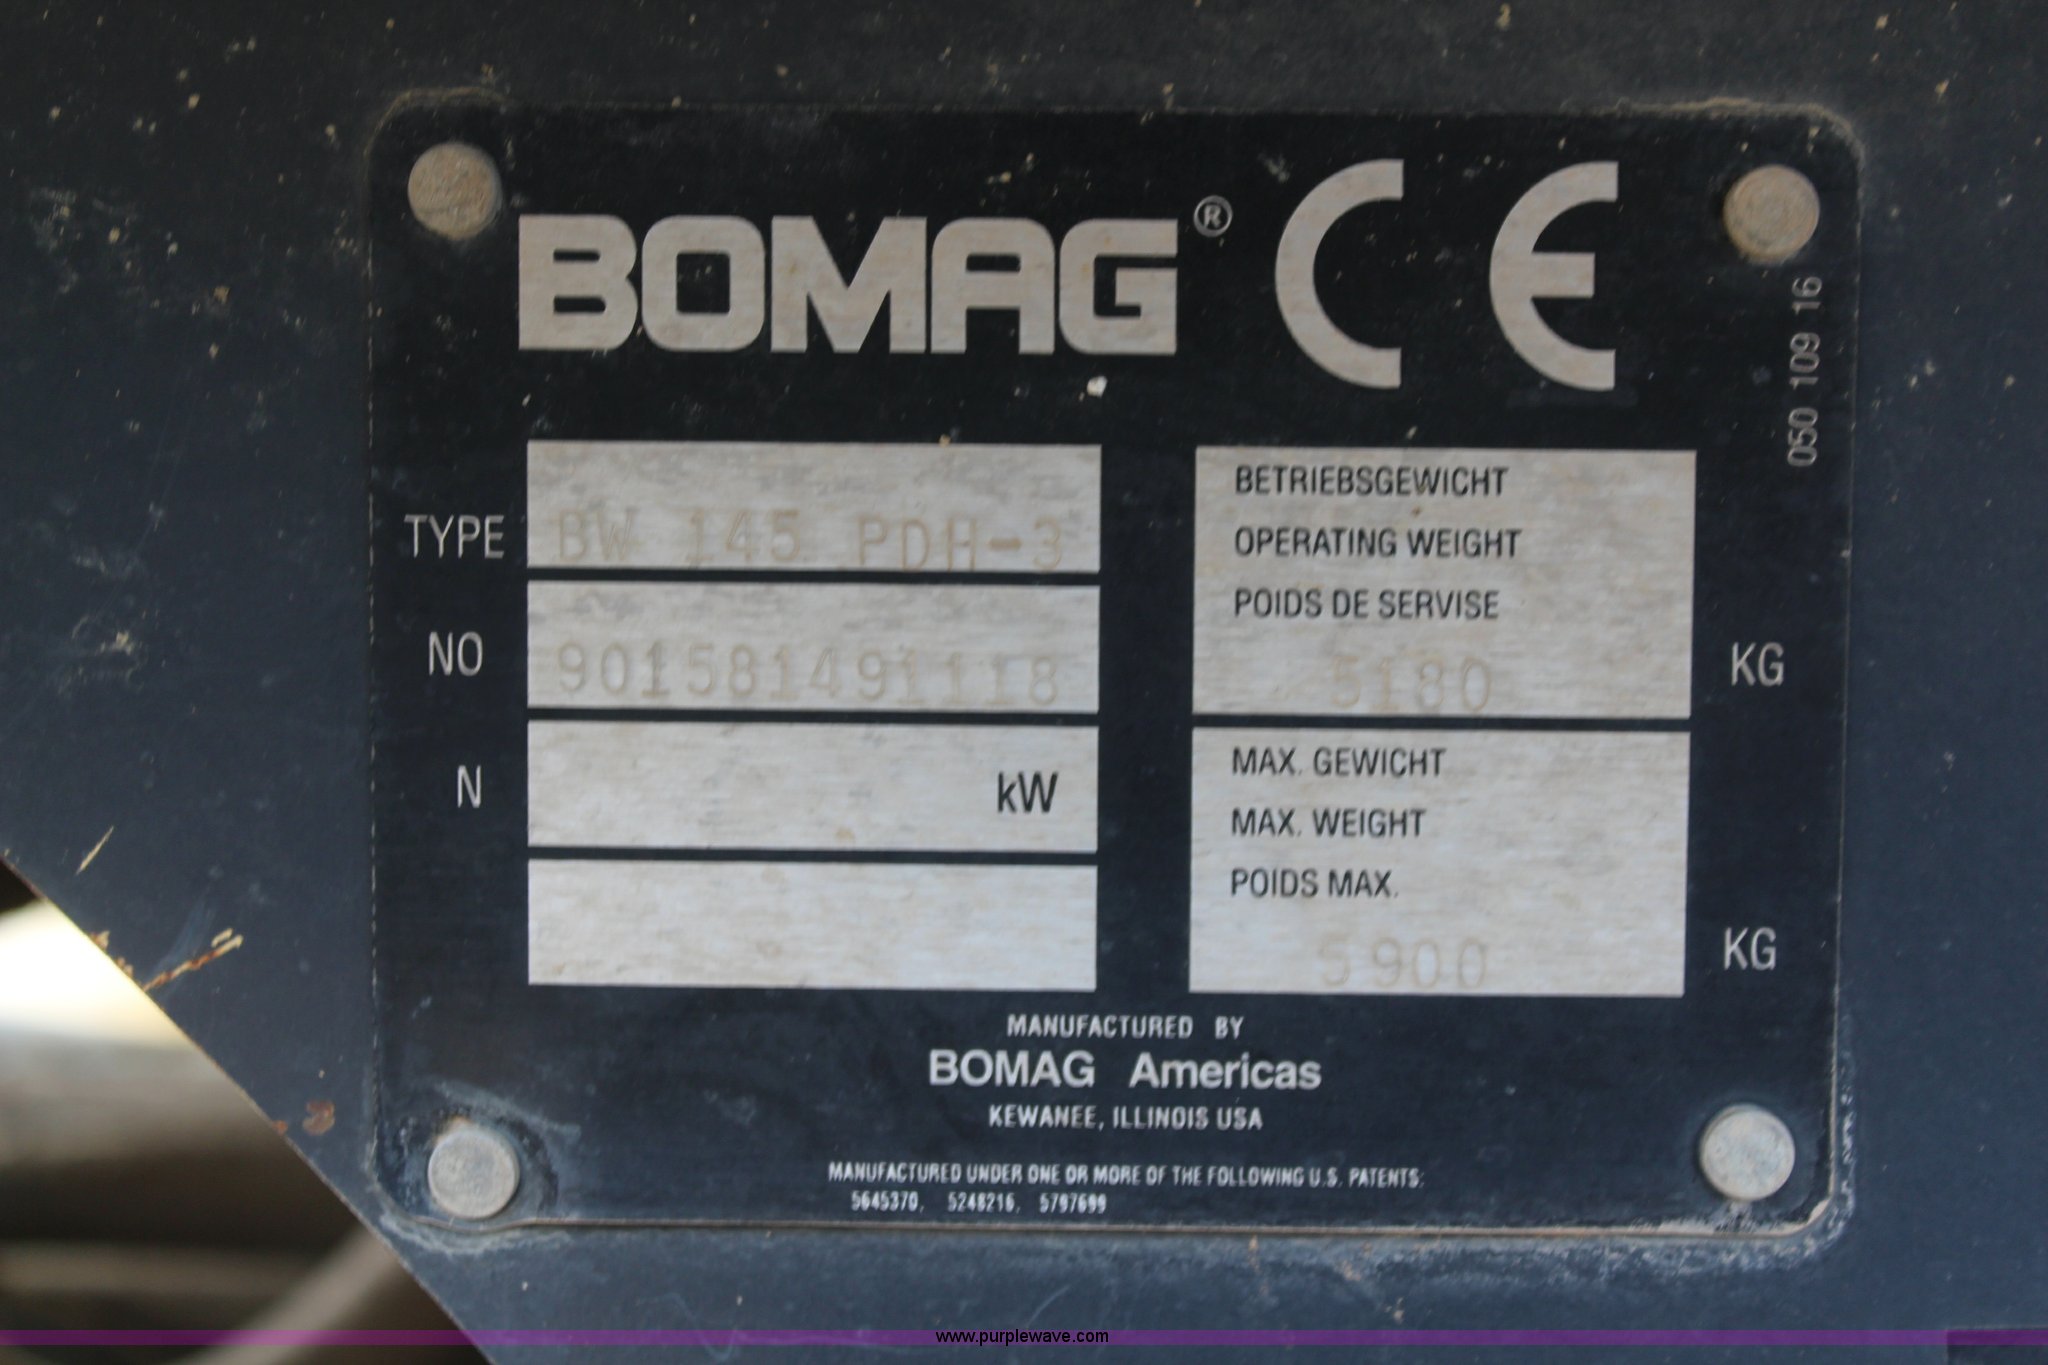 BOMAG® CE
050 109 16
TYPE BW 145 PDH-3
NO 901581491118
N kW
BETRIEBSGEWICHT
OPERATING WEIGHT
POIDS DE SERVISE
5180 KG
MAX. GEWICHT
MAX. WEIGHT
POIDS MAX.
5900 KG
MANUFACTURED BY
BOMAG Americas
KEWANEE, ILLINOIS USA
MANUFACTURED UNDER ONE OR MORE OF THE FOLLOWING U.S. PATENTS:
5645370, 5248216, 5797699
www.purplewave.com